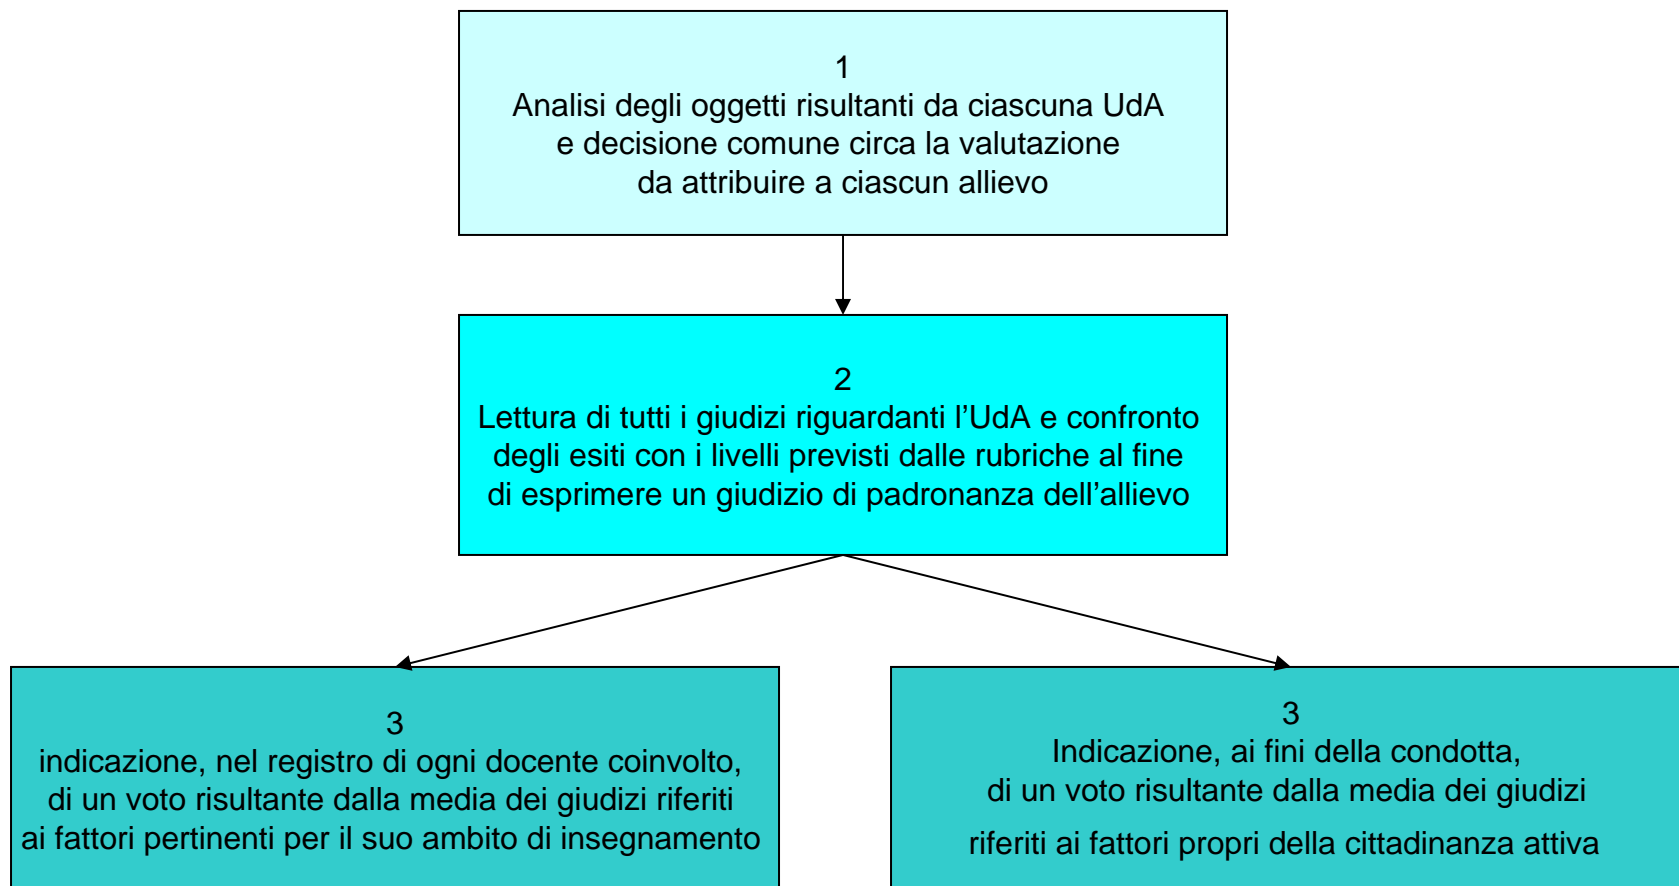 1
Analisi degli oggetti risultanti da ciascuna UdA
e decisione comune circa la valutazione
da attribuire a ciascun allievo
2
Lettura di tutti i giudizi riguardanti l’UdA e confronto
degli esiti con i livelli previsti dalle rubriche al fine
di esprimere un giudizio di padronanza dell’allievo
3
indicazione, nel registro di ogni docente coinvolto,
di un voto risultante dalla media dei giudizi riferiti
ai fattori pertinenti per il suo ambito di insegnamento
3
Indicazione, ai fini della condotta,
di un voto risultante dalla media dei giudizi
riferiti ai fattori propri della cittadinanza attiva